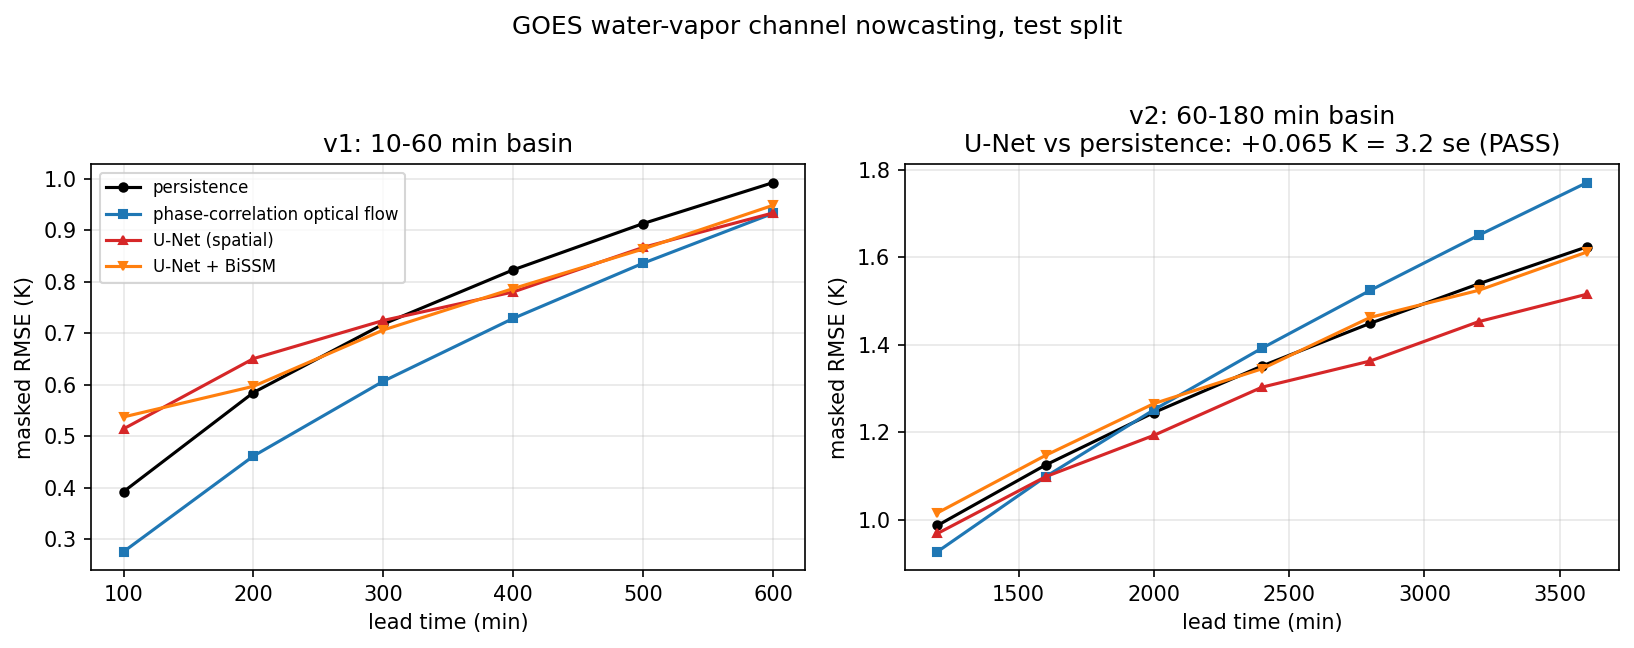 GOES water-vapor channel nowcasting, test split
v1: 10-60 min basin
masked RMSE (K)
1.0
0.9
0.8
0.7
0.6
0.5
0.4
0.3
persistence
phase-correlation optical flow
U-Net (spatial)
U-Net + BiSSM
100
200
300
400
500
600
lead time (min)
v2: 60-180 min basin
U-Net vs persistence: +0.065 K = 3.2 se (PASS)
masked RMSE (K)
1.8
1.6
1.4
1.2
1.0
1500
2000
2500
3000
3500
lead time (min)